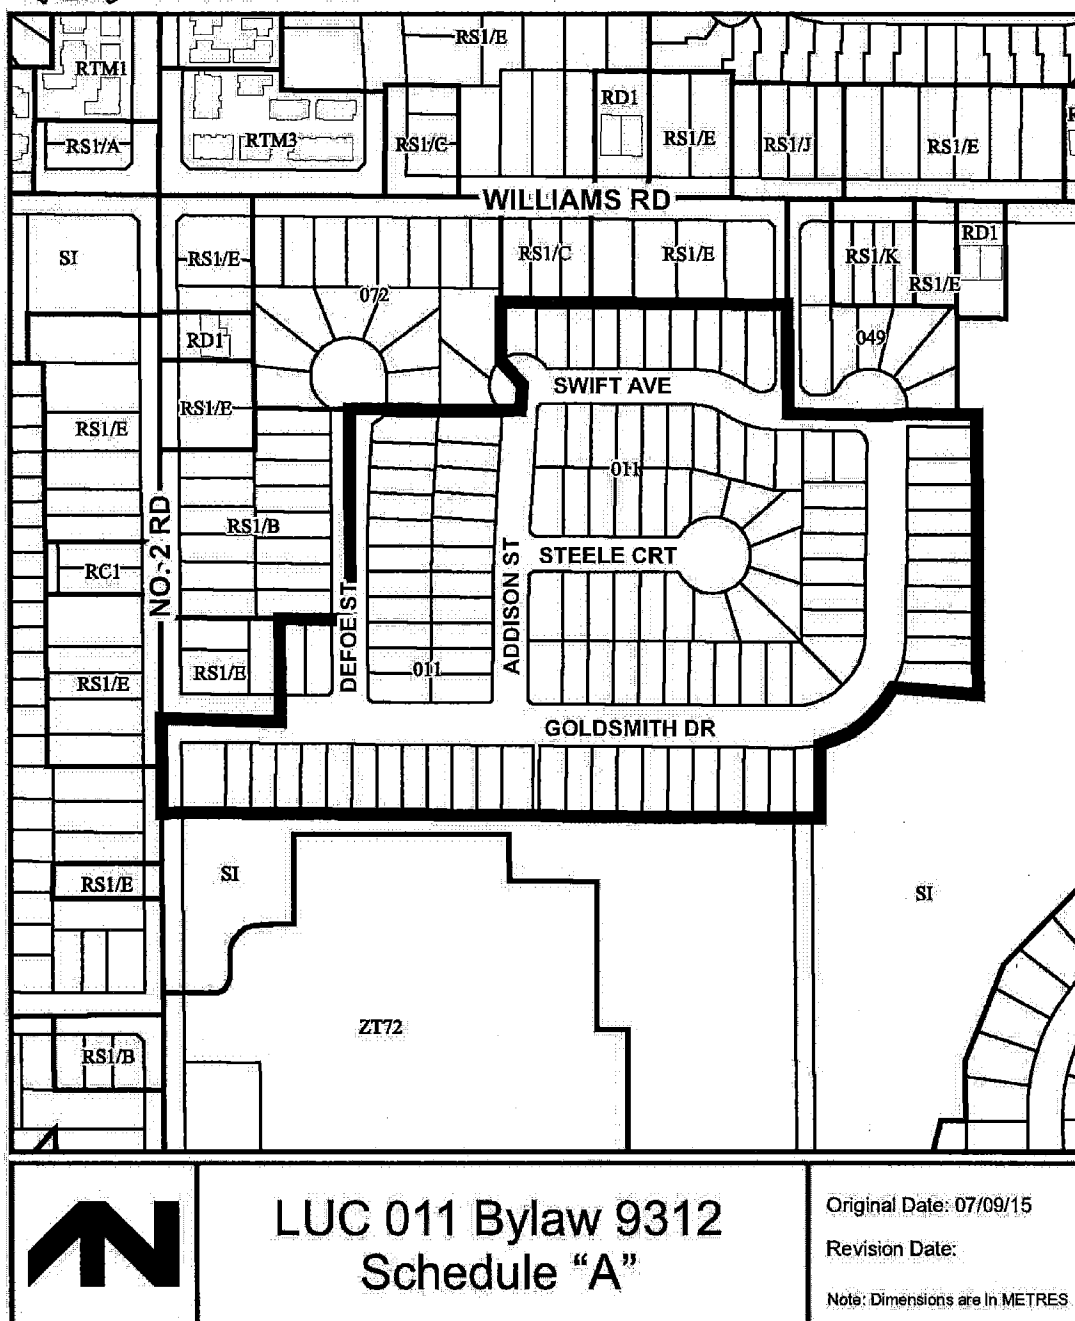 RS1/E
RTM1
RD1
RS1/A
RTM3
RS1/C
RS1/E
RS1/J
RS1/E
WILLIAMS RD
SI
RS1/E
RS1/C
RS1/E
RS1/K
RD1
RS1/E
072
RD1
049
SWIFT AVE
RS1/E
RS1/E
011
RS1/B
NO. 2 RD
STEELE CRT
RC1
ADDISON ST
DEFOE ST
RS1/E
RS1/E
011
GOLDSMITH DR
SI
RS1/E
SI
ZT72
RS1/B
LUC 011 Bylaw 9312
Schedule "A"
Original Date: 07/09/15
Revision Date:
Note: Dimensions are in METRES